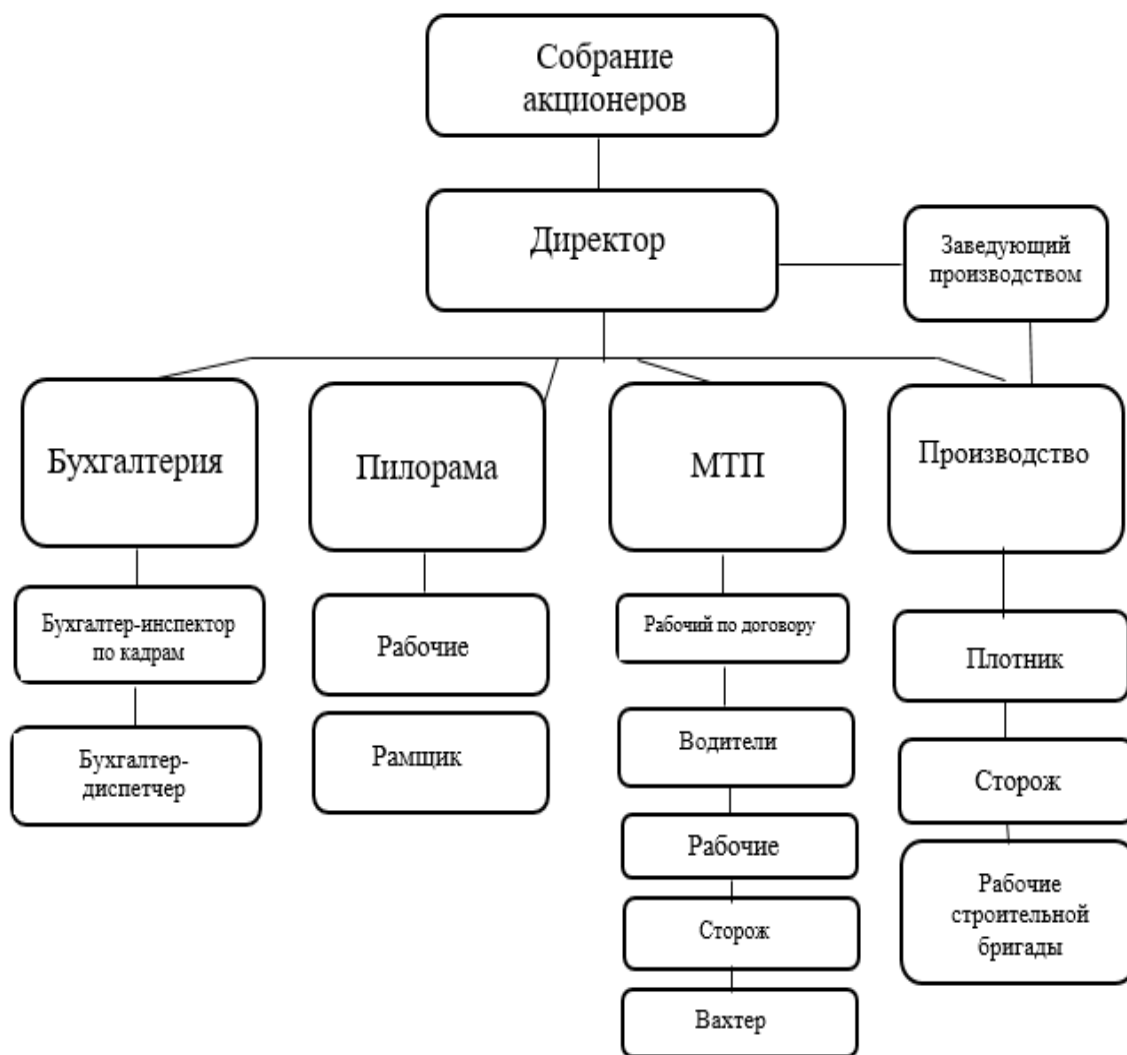 Собрание
акционеров
Директор
Заведующий
производством
Бухгалтерия
Пилорама
МТП
Производство
Бухгалтер-инспектор
по кадрам
Бухгалтер-
диспетчер
Рабочие
Рамщик
Рабочий по договору
Водители
Рабочие
Сторож
Вахтер
Плотник
Сторож
Рабочие
строительной
бригады